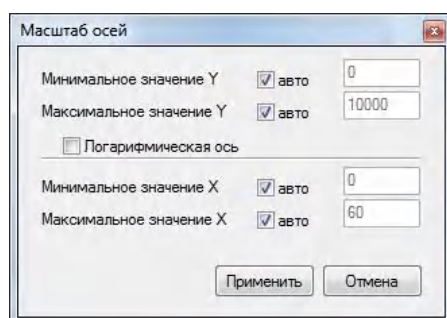 Масштаб осей
Минимальное значение Y авто 0
Максимальное значение Y авто 10000
Логарифмическая ось
Минимальное значение X авто 0
Максимальное значение X авто 60
Применить Отмена